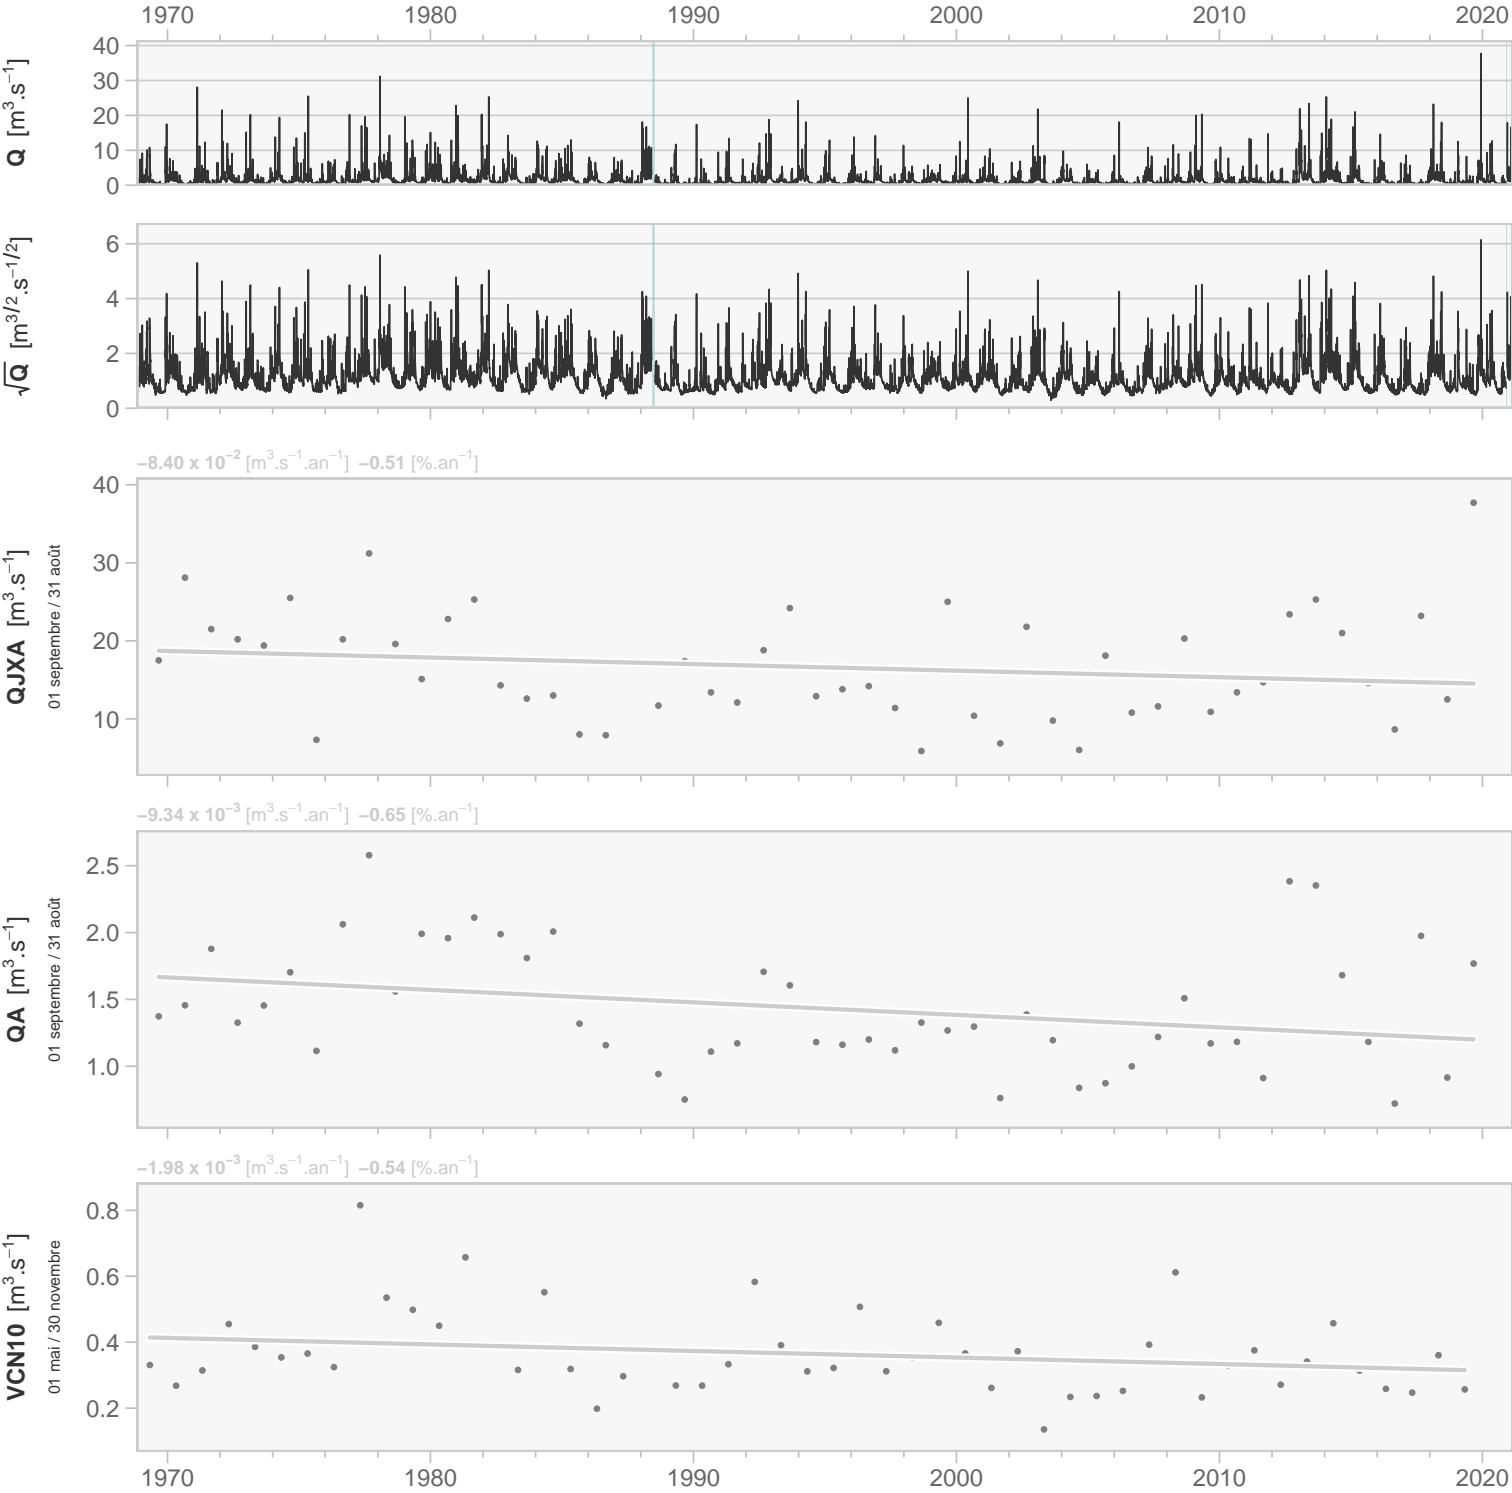 1970 1980 1990 2000 2010 2020
Q [m³.s⁻¹]
40
30
20
10
0
√Q [m³/².s⁻¹/²]
6
4
2
0
−8.40 x 10⁻² [m³.s⁻¹.an⁻¹] −0.51 [%.an⁻¹]
QJXA [m³.s⁻¹]
01 septembre / 31 août
40
30
20
10
−9.34 x 10⁻³ [m³.s⁻¹.an⁻¹] −0.65 [%.an⁻¹]
QA [m³.s⁻¹]
01 septembre / 31 août
2.5
2.0
1.5
1.0
−1.98 x 10⁻³ [m³.s⁻¹.an⁻¹] −0.54 [%.an⁻¹]
VCN10 [m³.s⁻¹]
01 mai / 30 novembre
0.8
0.6
0.4
0.2
1970 1980 1990 2000 2010 2020